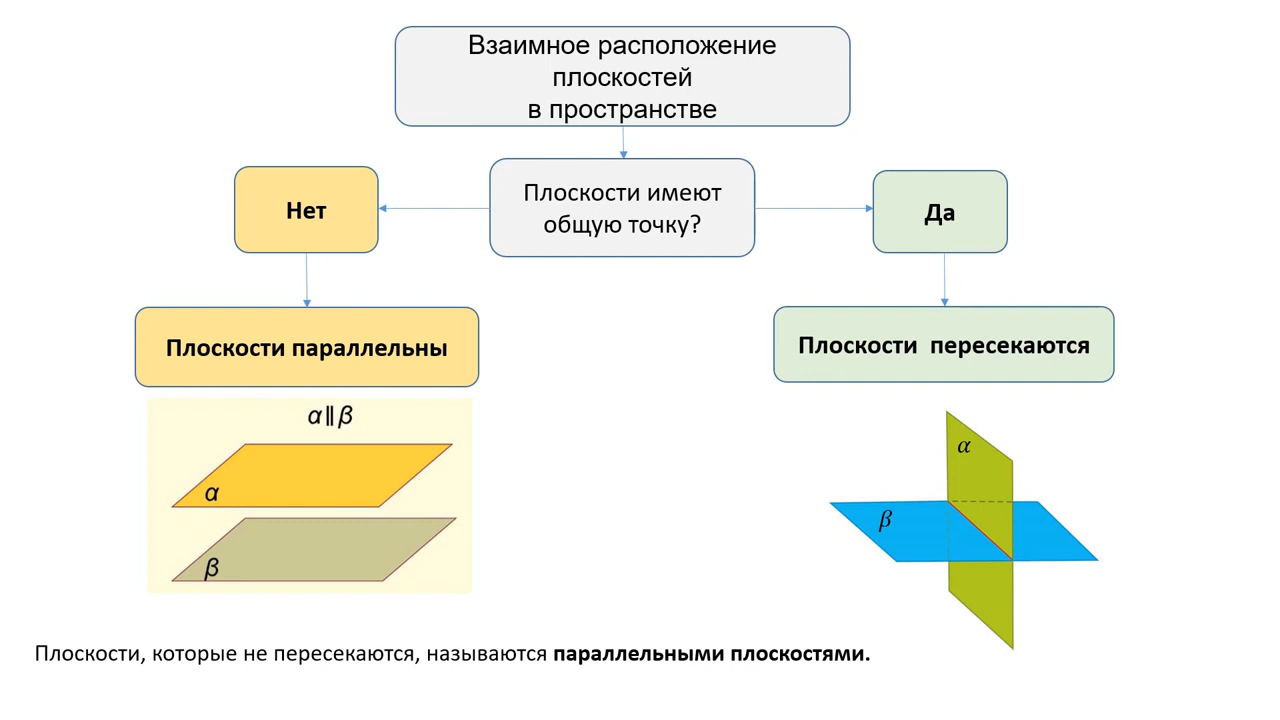 Взаимное расположение
плоскостей
в пространстве
Нет
Плоскости имеют
общую точку?
Да
Плоскости параллельны
Плоскости пересекаются
α∥β
α
β
α
β
Плоскости, которые не пересекаются, называются параллельными плоскостями.